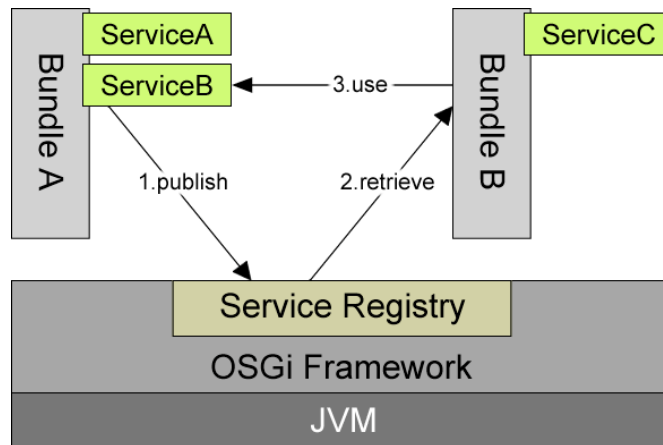 Bundle A
ServiceA
ServiceB
3.use
Bundle B
ServiceC
1.publish
2.retrieve
Service Registry
OSGi Framework
JVM